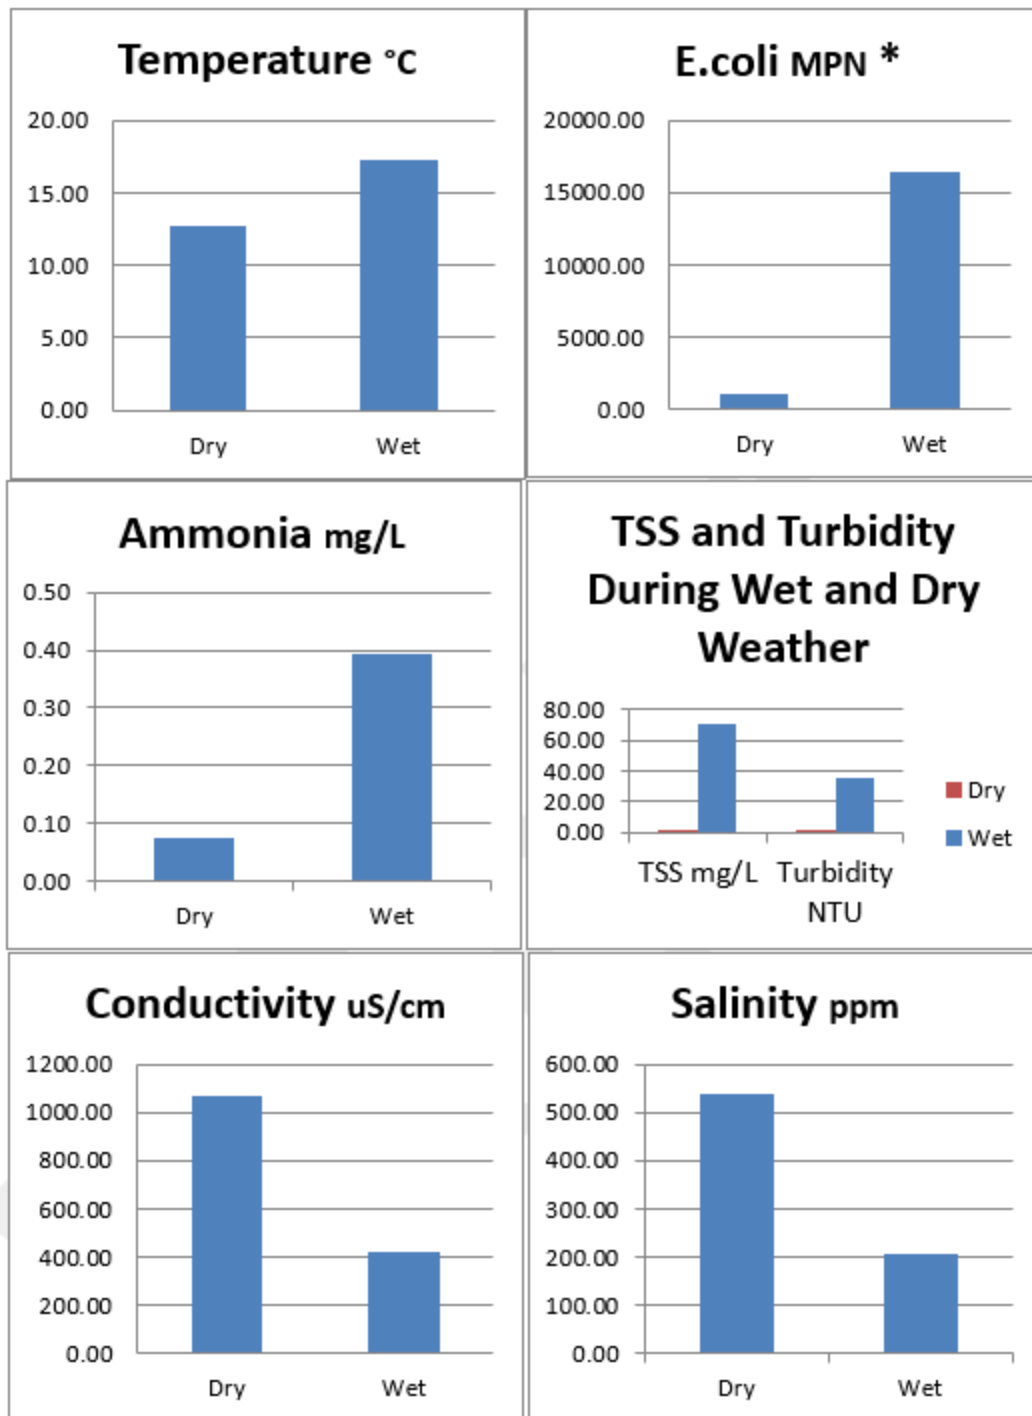 Temperature °C
20.00
15.00
10.00
5.00
0.00
Dry Wet
E.coli MPN *
20000.00
15000.00
10000.00
5000.00
0.00
Dry Wet
Ammonia mg/L
0.50
0.40
0.30
0.20
0.10
0.00
Dry Wet
TSS and Turbidity
During Wet and Dry
Weather
80.00
60.00
40.00
20.00
0.00
TSS mg/L Turbidity
NTU
Dry
Wet
Conductivity uS/cm
1200.00
1000.00
800.00
600.00
400.00
200.00
0.00
Dry Wet
Salinity ppm
600.00
500.00
400.00
300.00
200.00
100.00
0.00
Dry Wet